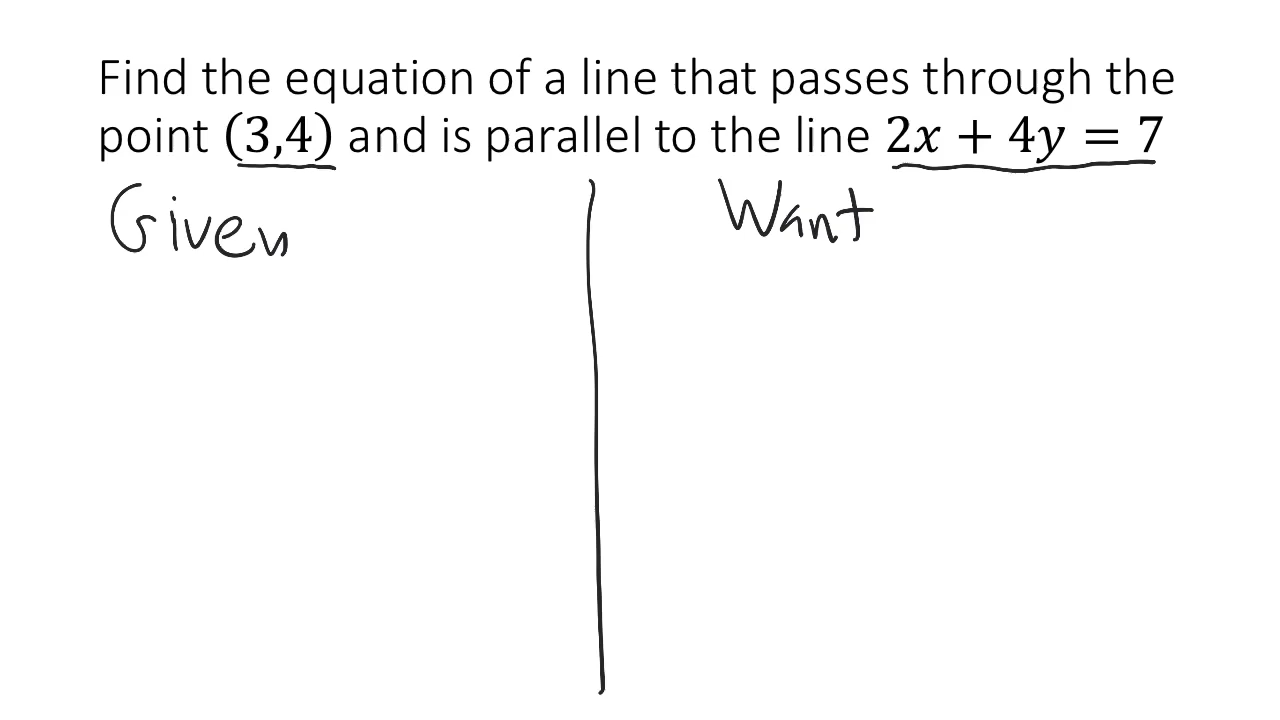 Find the equation of a line that passes through the
point (3,4) and is parallel to the line 2x + 4y = 7
Given
Want